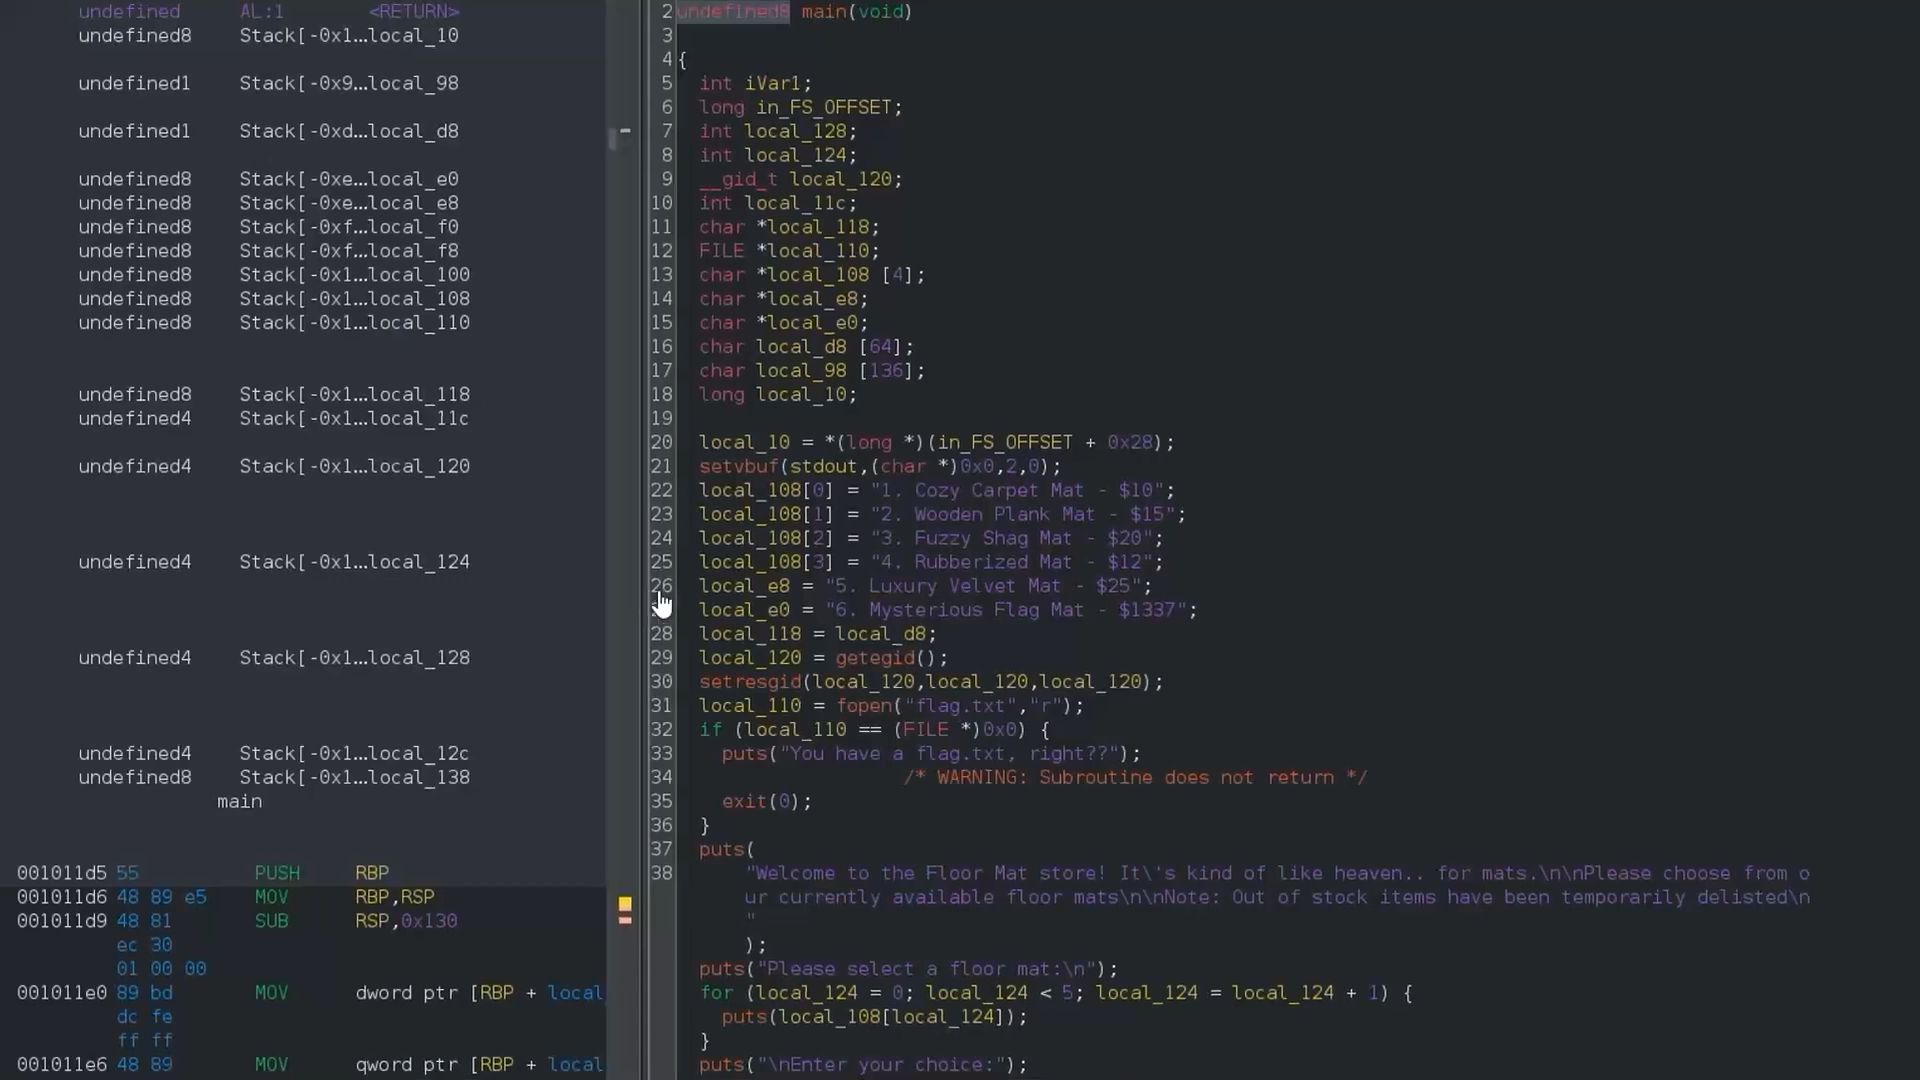 undefined AL:1 <RETURN>
undefined8 Stack[-0x1...local_10
undefined1 Stack[-0x9...local_98
undefined1 Stack[-0xd...local_d8
undefined8 Stack[-0xe...local_e0
undefined8 Stack[-0xe...local_e8
undefined8 Stack[-0xf...local_f0
undefined8 Stack[-0xf...local_f8
undefined8 Stack[-0x1...local_100
undefined8 Stack[-0x1...local_108
undefined8 Stack[-0x1...local_110
undefined8 Stack[-0x1...local_118
undefined4 Stack[-0x1...local_11c
undefined4 Stack[-0x1...local_120
undefined4 Stack[-0x1...local_124
undefined4 Stack[-0x1...local_128
undefined4 Stack[-0x1...local_12c
undefined8 Stack[-0x1...local_138
main
001011d5 55 PUSH RBP
001011d6 48 89 e5 MOV RBP,RSP
001011d9 48 81 SUB RSP,0x130
ec 30
01 00 00
001011e0 89 bd MOV dword ptr [RBP + local
dc fe
ff ff
001011e6 48 89 MOV qword ptr [RBP + local
2 undefined8 main(void)
3
4 {
5 int iVar1;
6 long in_FS_OFFSET;
7 int local_128;
8 int local_124;
9 __gid_t local_120;
10 int local_11c;
11 char *local_118;
12 FILE *local_110;
13 char *local_108 [4];
14 char *local_e8;
15 char *local_e0;
16 char local_d8 [64];
17 char local_98 [136];
18 long local_10;
19
20 local_10 = *(long *)(in_FS_OFFSET + 0x28);
21 setvbuf(stdout,(char *)0x0,2,0);
22 local_108[0] = "1. Cozy Carpet Mat - $10";
23 local_108[1] = "2. Wooden Plank Mat - $15";
24 local_108[2] = "3. Fuzzy Shag Mat - $20";
25 local_108[3] = "4. Rubberized Mat - $12";
26 local_e8 = "5. Luxury Velvet Mat - $25";
local_e0 = "6. Mysterious Flag Mat - $1337";
28 local_118 = local_d8;
29 local_120 = getegid();
30 setresgid(local_120,local_120,local_120);
31 local_110 = fopen("flag.txt","r");
32 if (local_110 == (FILE *)0x0) {
33 puts("You have a flag.txt, right??");
34 /* WARNING: Subroutine does not return */
35 exit(0);
36 }
37 puts(
38 "Welcome to the Floor Mat store! It\'s kind of like heaven.. for mats.\n\nPlease choose from o
ur currently available floor mats\n\nNote: Out of stock items have been temporarily delisted\n
"
);
puts("Please select a floor mat:\n");
for (local_124 = 0; local_124 < 5; local_124 = local_124 + 1) {
puts(local_108[local_124]);
}
puts("\nEnter your choice:");